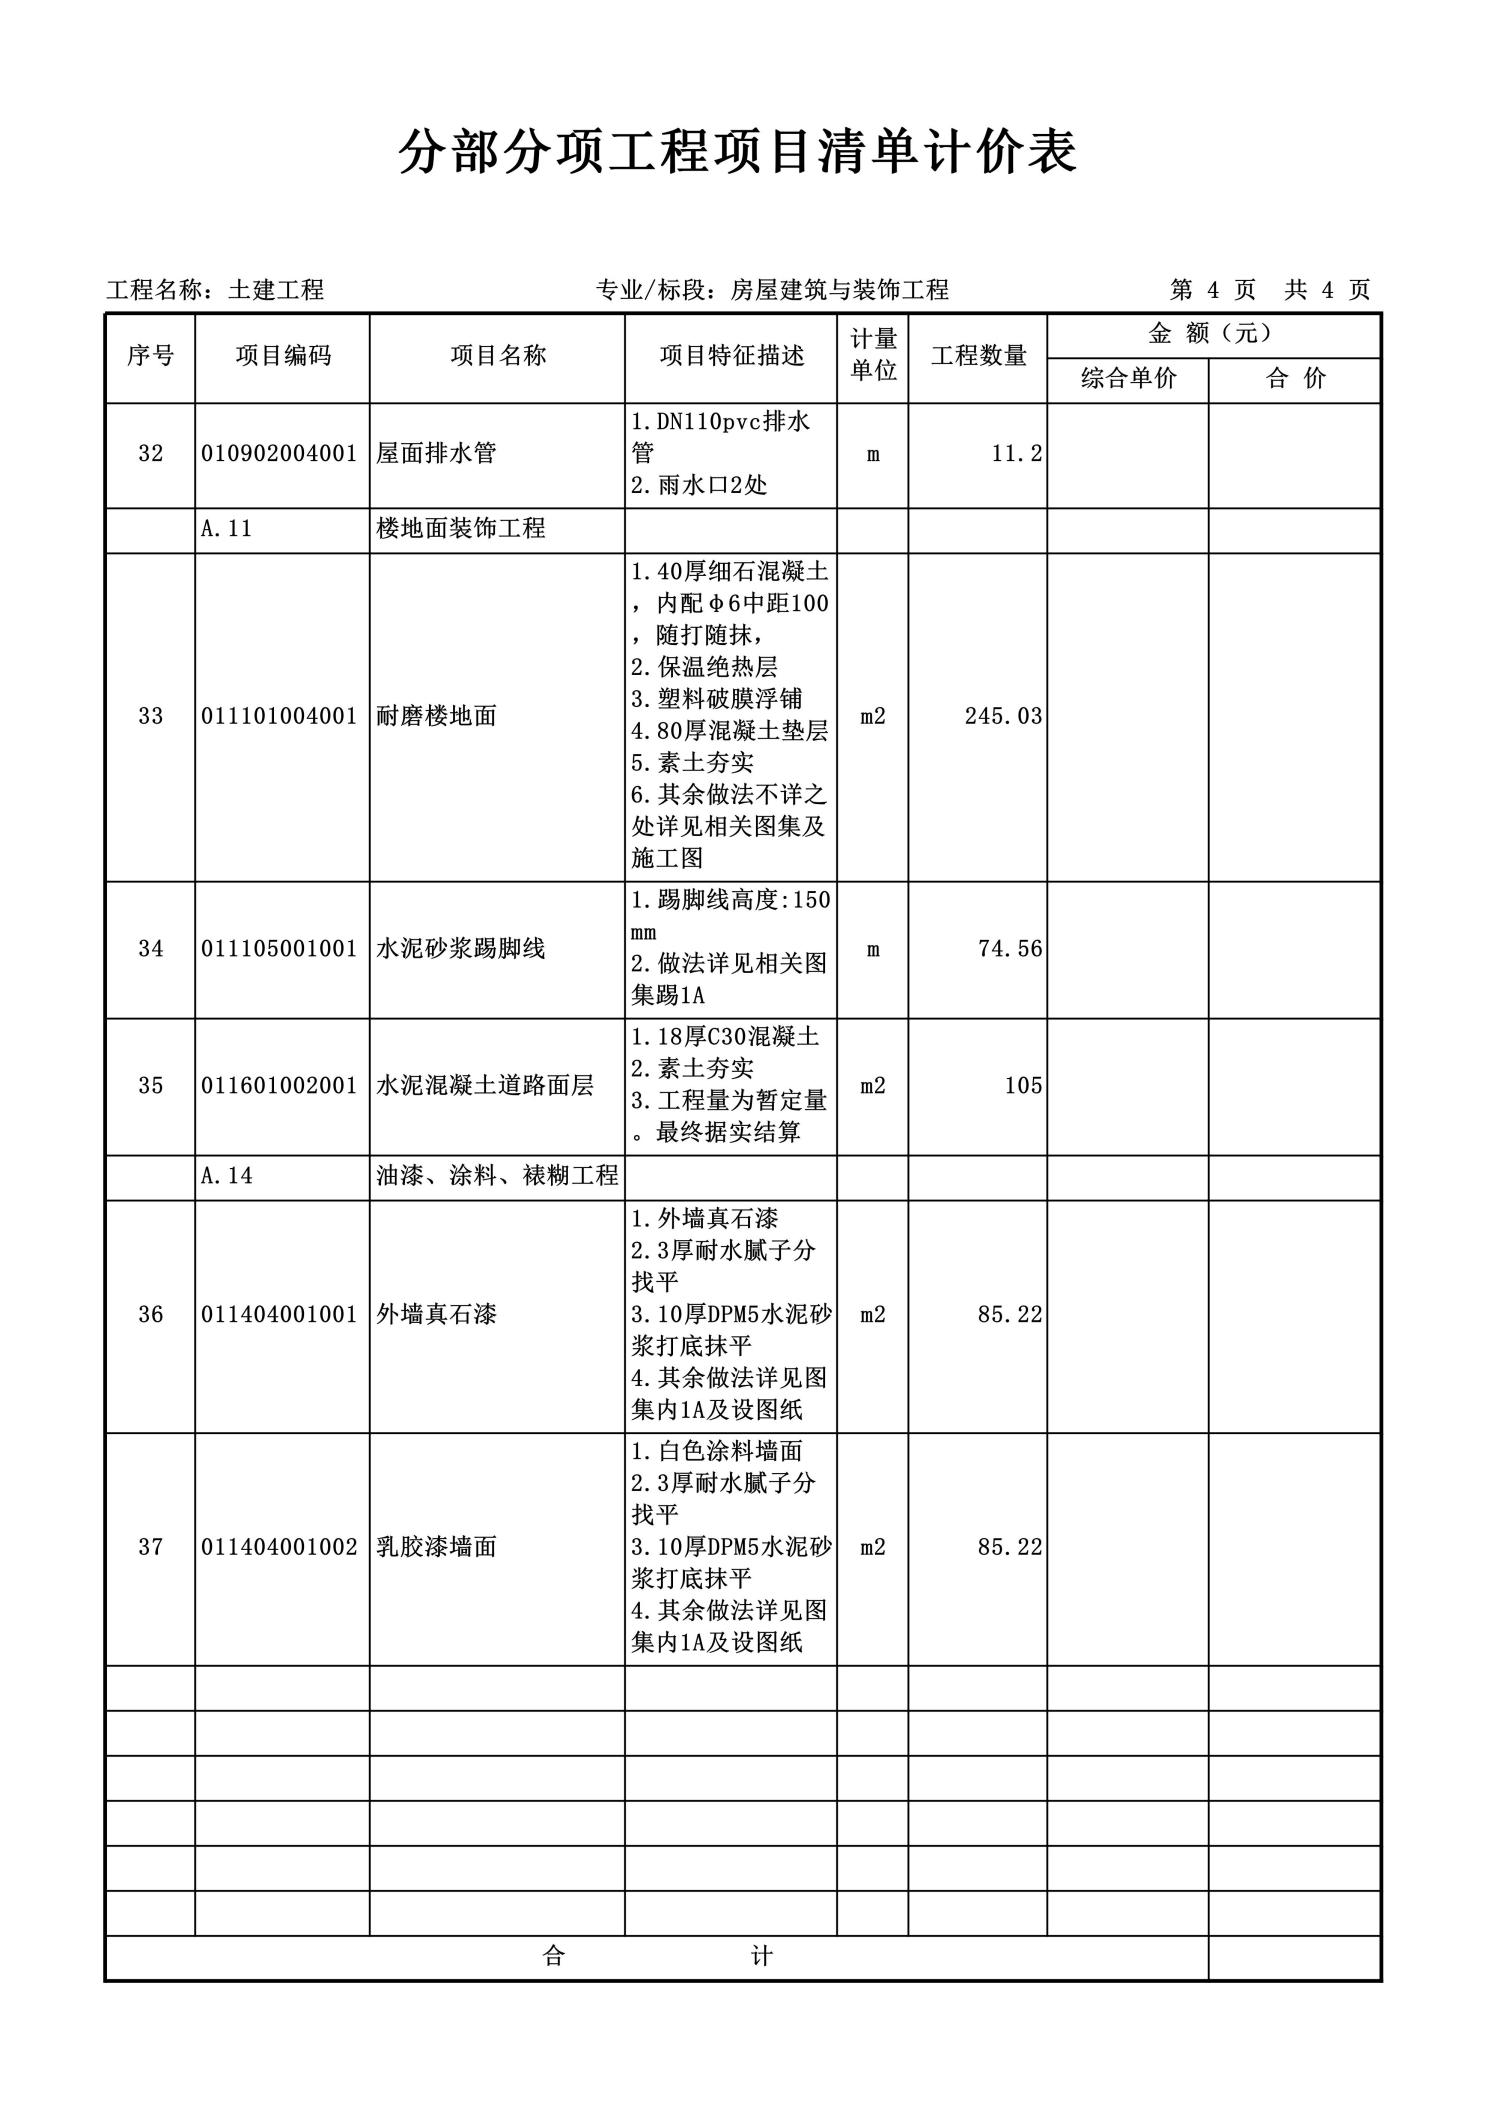 分部分项工程项目清单计价表
工程名称：土建工程 专业/标段：房屋建筑与装饰工程 第 4 页 共 4 页
序号 项目编码 项目名称 项目特征描述 计量单位 工程数量 金 额（元）
综合单价 合 价
32 010902004001 屋面排水管
1.DN110pvc排水
管
2.雨水口2处
m 11.2
A.11 楼地面装饰工程
33 011101004001 耐磨楼地面
1.40厚细石混凝土
，内配φ6中距100
，随打随抹，
2.保温绝热层
3.塑料破膜浮铺
4.80厚混凝土垫层
5.素土夯实
6.其余做法不详之
处详见相关图集及
施工图
m2 245.03
34 011105001001 水泥砂浆踢脚线
1.踢脚线高度:150
mm
2.做法详见相关图
集踢1A
m 74.56
35 011601002001 水泥混凝土道路面层
1.18厚C30混凝土
2.素土夯实
3.工程量为暂定量
。最终据实结算
m2 105
A.14 油漆、涂料、裱糊工程
36 011404001001 外墙真石漆
1.外墙真石漆
2.3厚耐水腻子分
找平
3.10厚DPM5水泥砂
浆打底抹平
4.其余做法详见图
集内1A及设图纸
m2 85.22
37 011404001002 乳胶漆墙面
1.白色涂料墙面
2.3厚耐水腻子分
找平
3.10厚DPM5水泥砂
浆打底抹平
4.其余做法详见图
集内1A及设图纸
m2 85.22
合 计